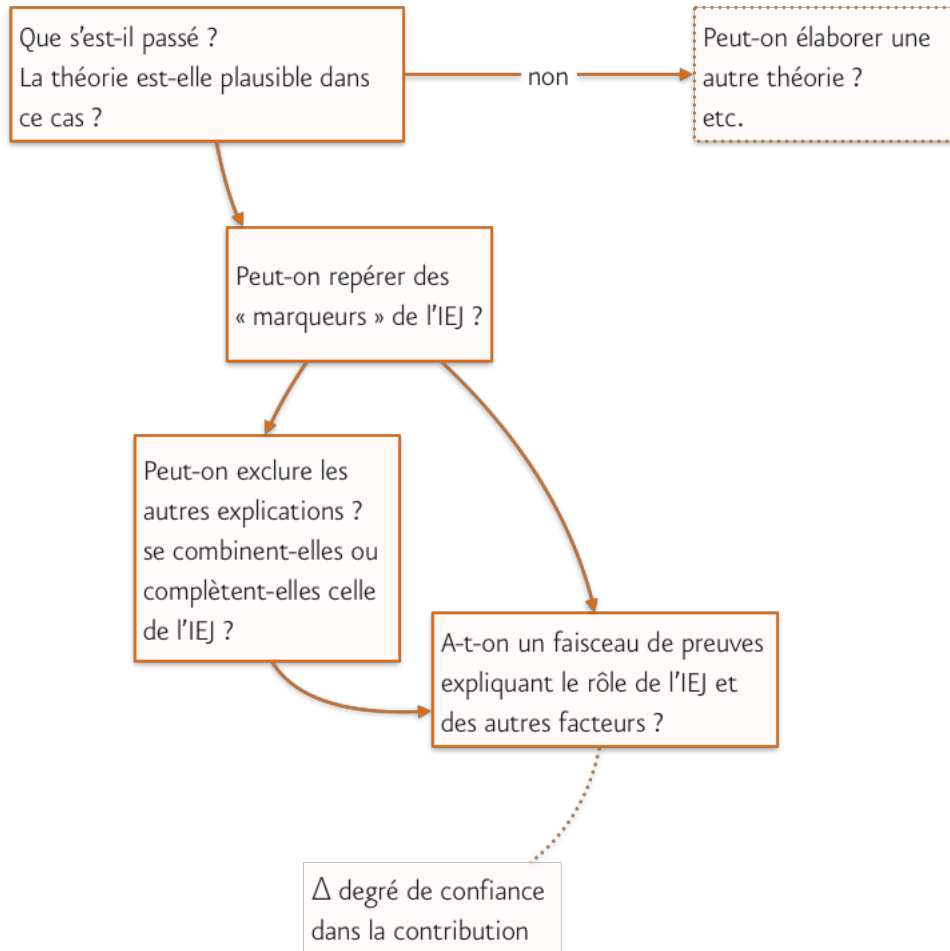 Que s'est-il passé ?
La théorie est-elle plausible dans
ce cas ?
non
Peut-on élaborer une
autre théorie ?
etc.
Peut-on repérer des
« marqueurs » de l'IEJ ?
Peut-on exclure les
autres explications ?
se combinent-elles ou
complètent-elles celle
de l'IEJ ?
A-t-on un faisceau de preuves
expliquant le rôle de l'IEJ et
des autres facteurs ?
Δ degré de confiance
dans la contribution